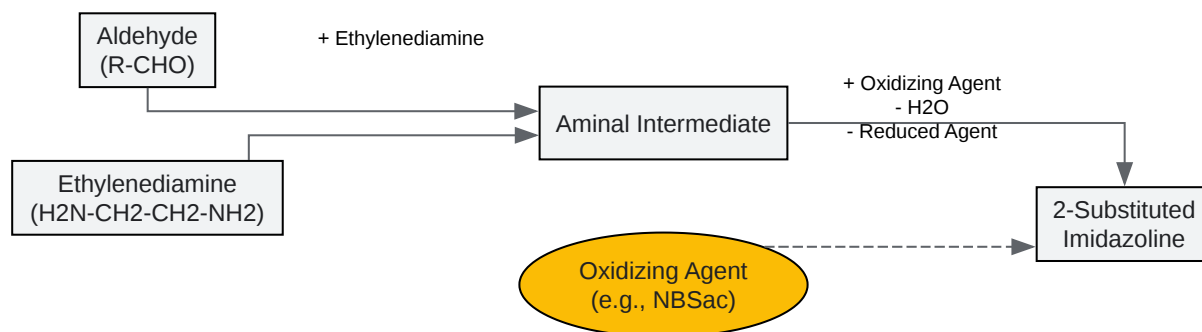 Aldehyde
(R-CHO)
+ Ethylenediamine
Aminal Intermediate
+ Oxidizing Agent
- H2O
- Reduced Agent
Ethylenediamine
(H2N-CH2-CH2-NH2)
2-Substituted
Imidazoline
Oxidizing Agent
(e.g., NBSac)